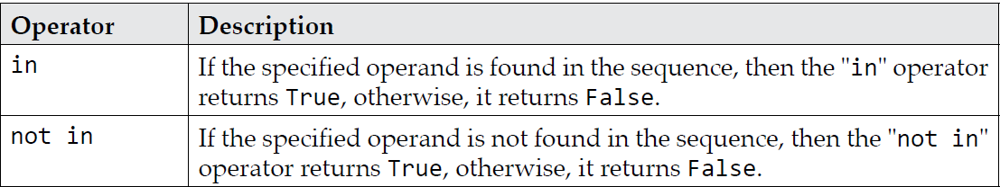 Operator Description
in If the specified operand is found in the sequence, then the "in" operator
returns True, otherwise, it returns False.
not in If the specified operand is not found in the sequence, then the "not in"
operator returns True, otherwise, it returns False.